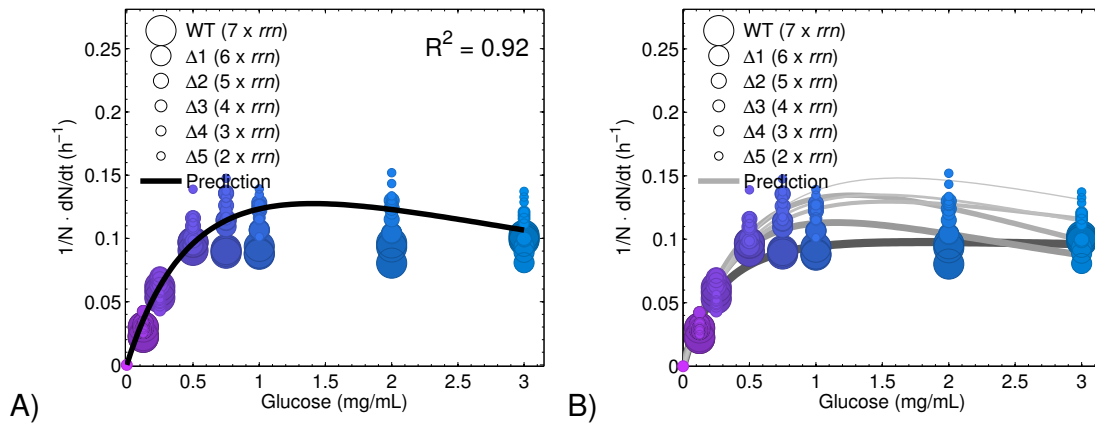 0.25
0.2
0.15
0.1
0.05
0
1/N · dN/dt (h⁻¹)
WT (7 x rrn)
Δ1 (6 x rrn)
Δ2 (5 x rrn)
Δ3 (4 x rrn)
Δ4 (3 x rrn)
Δ5 (2 x rrn)
Prediction
R² = 0.92
0 0.5 1 1.5 2 2.5 3
Glucose (mg/mL)
A)
0.25
0.2
0.15
0.1
0.05
0
1/N · dN/dt (h⁻¹)
WT (7 x rrn)
Δ1 (6 x rrn)
Δ2 (5 x rrn)
Δ3 (4 x rrn)
Δ4 (3 x rrn)
Δ5 (2 x rrn)
Prediction
0 0.5 1 1.5 2 2.5 3
Glucose (mg/mL)
B)